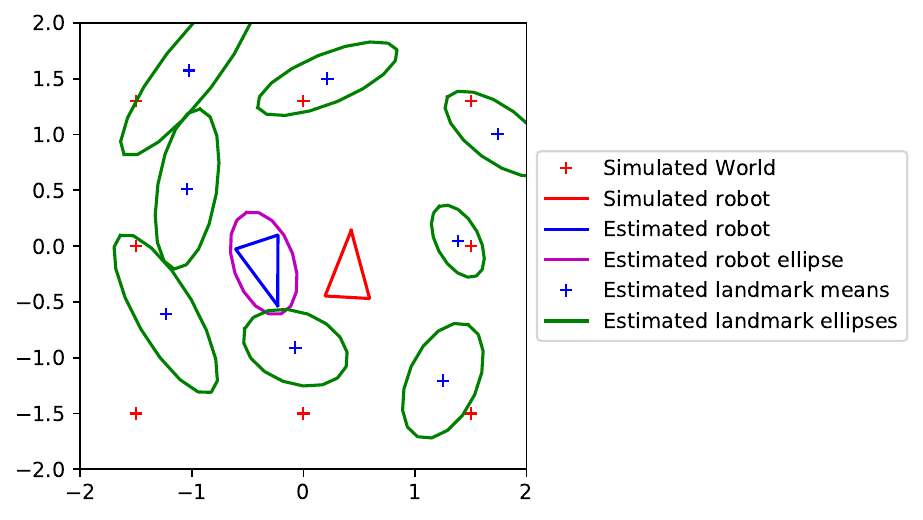 2.0
1.5
1.0
0.5
0.0
−0.5
−1.0
−1.5
−2.0
−2 −1 0 1 2
Simulated World
Simulated robot
Estimated robot
Estimated robot ellipse
Estimated landmark means
Estimated landmark ellipses